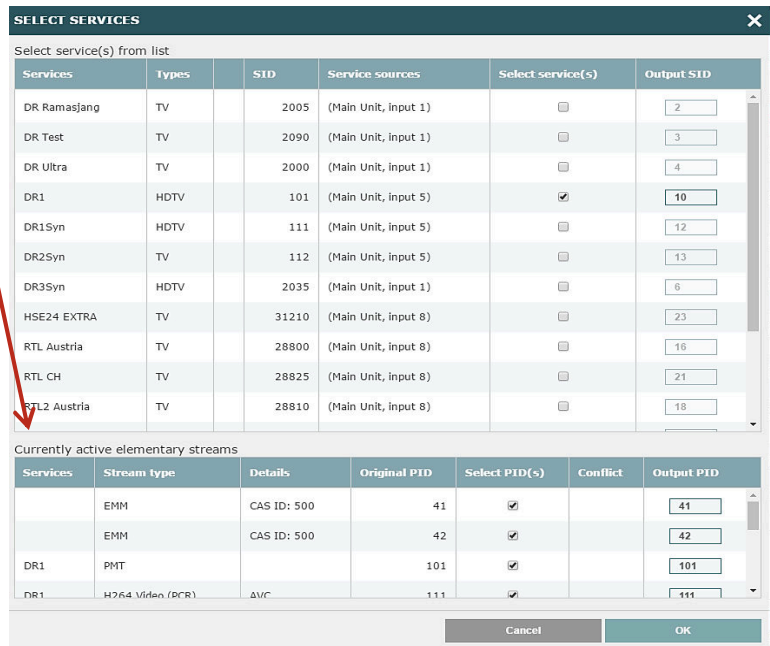 SELECT SERVICES
Select service(s) from list
Services Types SID Service sources Select service(s) Output SID
DR Ramasjang TV 2005 (Main Unit, input 1) 2
DR Test TV 2090 (Main Unit, input 1) 3
DR Ultra TV 2000 (Main Unit, input 1) 4
DR1 HDTV 101 (Main Unit, input 5) 10
DR1Syn HDTV 111 (Main Unit, input 5) 12
DR2Syn TV 112 (Main Unit, input 5) 13
DR3Syn HDTV 2035 (Main Unit, input 1) 6
HSE24 EXTRA TV 31210 (Main Unit, input 8) 23
RTL Austria TV 28800 (Main Unit, input 8) 16
RTL CH TV 28825 (Main Unit, input 8) 21
RTL2 Austria TV 28810 (Main Unit, input 8) 18
Currently active elementary streams
Services Stream type Details Original PID Select PID(s) Conflict Output PID
EMM CAS ID: 500 41 41
EMM CAS ID: 500 42 42
DR1 PMT 101 101
DR1 H264 Video (PCR) AVC 111 111
Cancel OK